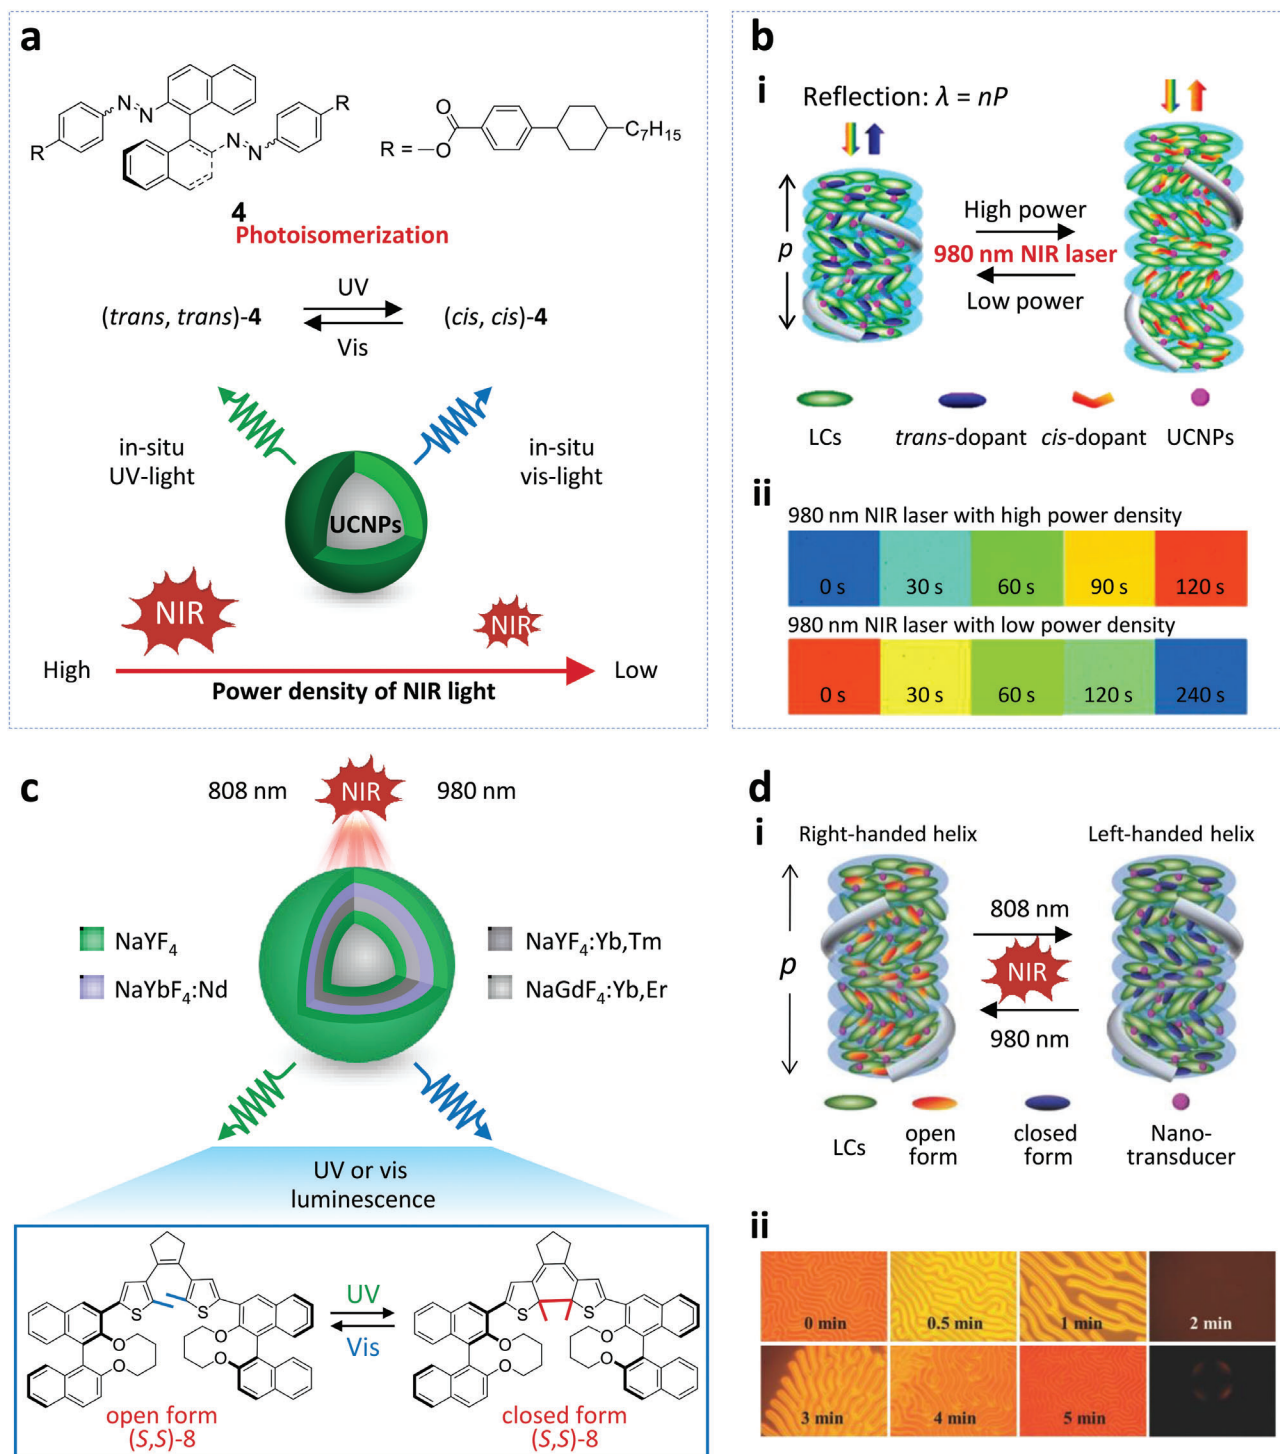 a
N
N
N
N
R
R
4
R =
O
O
C7H15
Photoisomerization
UV
(trans, trans)-4
(cis, cis)-4
Vis
in-situ
UV-light
in-situ
vis-light
UCNPs
NIR
NIR
High
Low
Power density of NIR light
b
i
Reflection: λ = nP
p
High power
980 nm NIR laser
Low power
LCs
trans-dopant
cis-dopant
UCNPs
ii
980 nm NIR laser with high power density
0 s
30 s
60 s
90 s
120 s
980 nm NIR laser with low power density
0 s
30 s
60 s
120 s
240 s
c
808 nm
NIR
980 nm
NaYF4
NaYbF4:Nd
NaYF4:Yb,Tm
NaGdF4:Yb,Er
UV or vis
luminescence
S
S
O
O
O
O
UV
Vis
S
S
O
O
O
O
open form
(S,S)-8
closed form
(S,S)-8
d
i
Right-handed helix
Left-handed helix
p
808 nm
NIR
980 nm
LCs
open
form
closed
form
Nano-
transducer
ii
0 min
0.5 min
1 min
2 min
3 min
4 min
5 min